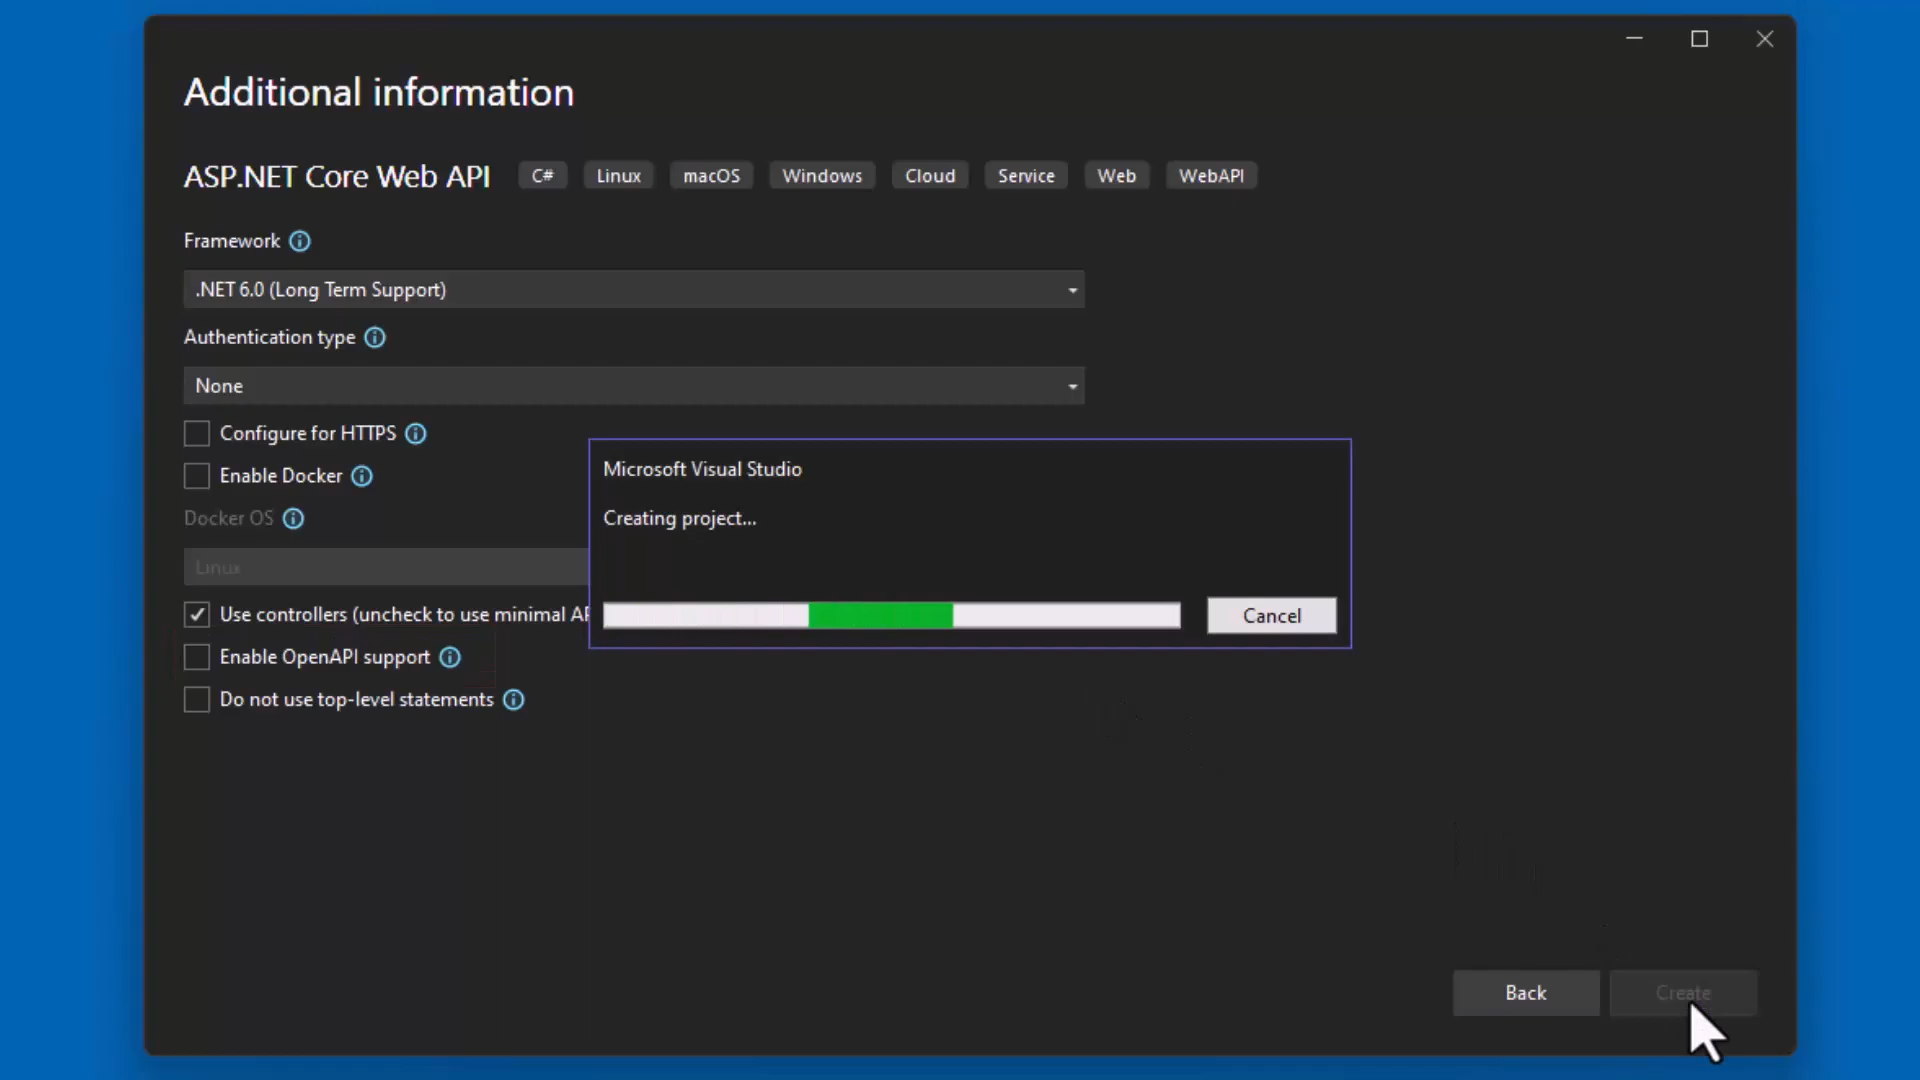 Additional information
ASP.NET Core Web API C# Linux macOS Windows Cloud Service Web WebAPI
Framework
.NET 6.0 (Long Term Support)
Authentication type
None
Configure for HTTPS
Enable Docker
Docker OS
Linux
Use controllers (uncheck to use minimal AP
Enable OpenAPI support
Do not use top-level statements
Microsoft Visual Studio
Creating project...
Cancel
Back Create